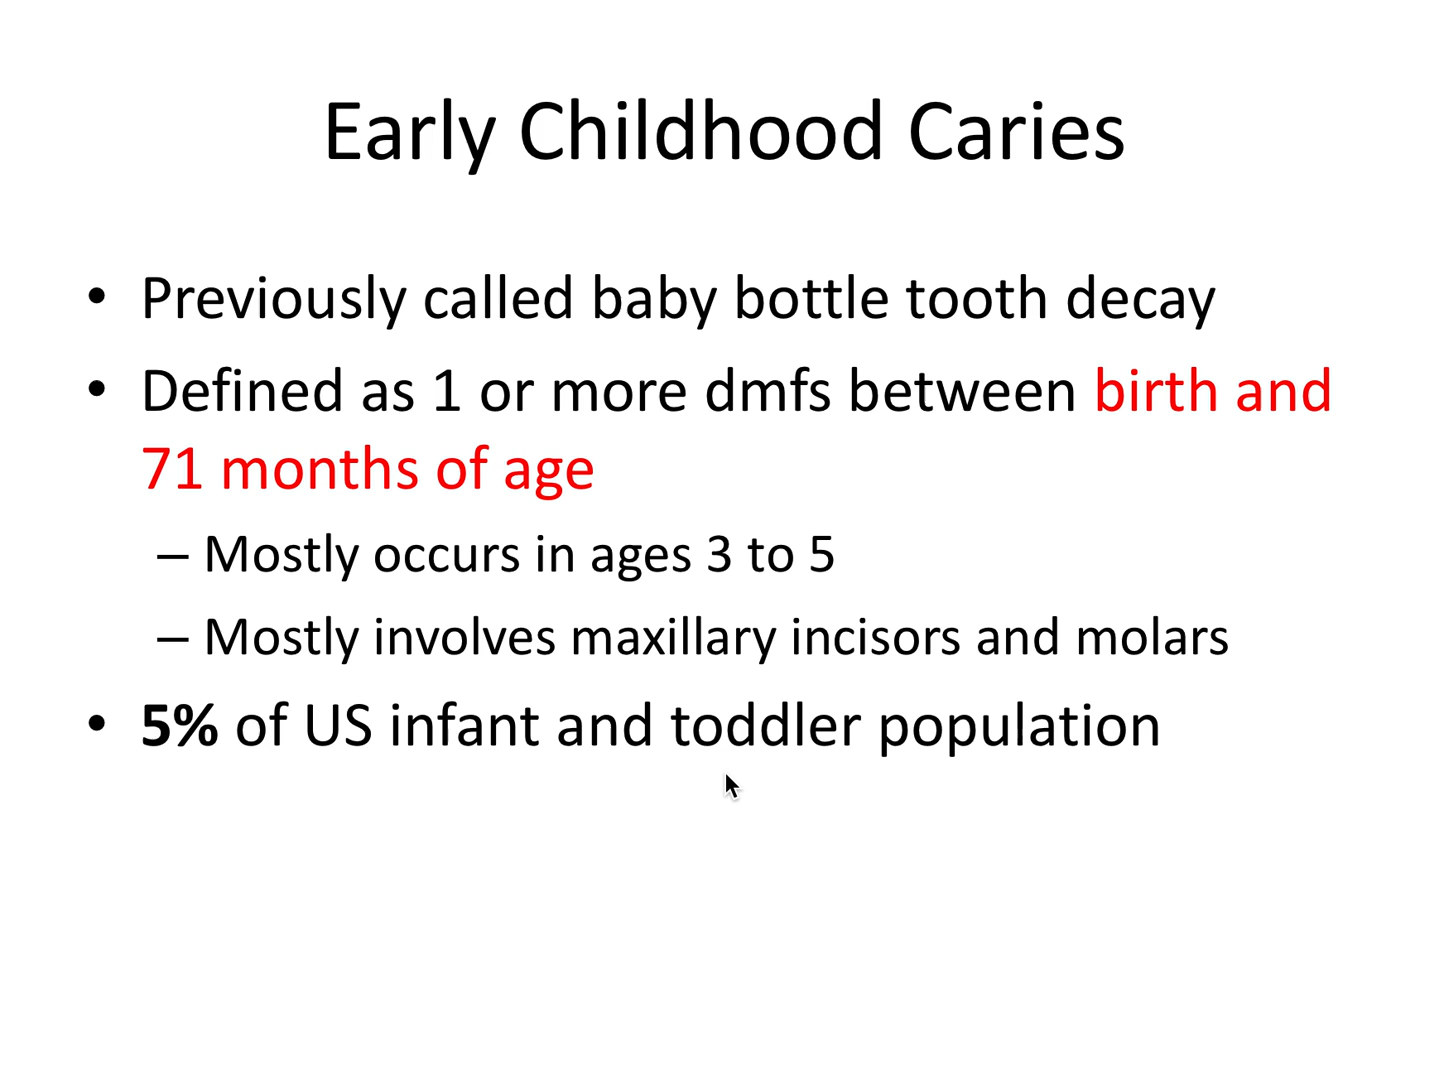 Early Childhood Caries
• Previously called baby bottle tooth decay
• Defined as 1 or more dmfs between birth and
71 months of age
– Mostly occurs in ages 3 to 5
– Mostly involves maxillary incisors and molars
• 5% of US infant and toddler population